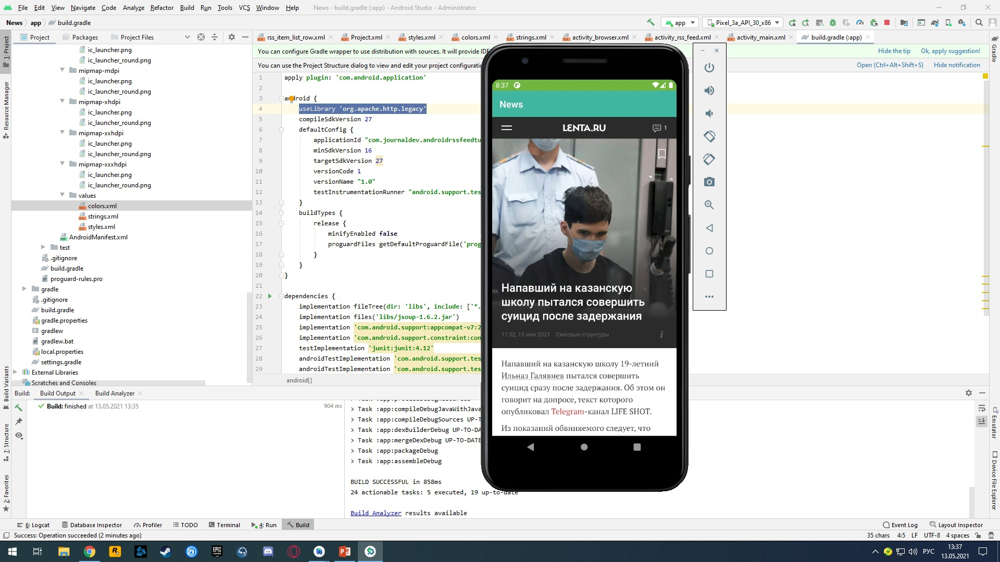 File Edit View Navigate Code Analyze Refactor Build Run Tools VCS Window Help News - build.gradle (:app) - Android Studio - Administrator
News app build.gradle
app Pixel_3a_API_30_x86
Project Packages Project Files
rss_item_list_row.xml Project.xml styles.xml colors.xml strings.xml activity_browser.xml activity_rss_feed.xml activity_main.xml build.gradle (:app)
You can configure Gradle wrapper to use distribution with sources. It will provide IDE
Hide the tip Ok, apply suggestion!
You can use the Project Structure dialog to view and edit your project configuratio
Open (Ctrl+Alt+Shift+S) Hide notification
1: Project
Resource Manager
Build Variants
7: Structure
2: Favorites
ic_launcher.png
ic_launcher_round.png
mipmap-mdpi
ic_launcher.png
ic_launcher_round.png
mipmap-xhdpi
ic_launcher.png
ic_launcher_round.png
mipmap-xxhdpi
ic_launcher.png
ic_launcher_round.png
mipmap-xxxhdpi
ic_launcher.png
ic_launcher_round.png
values
colors.xml
strings.xml
styles.xml
MF AndroidManifest.xml
test
.gitignore
build.gradle
proguard-rules.pro
gradle
.gitignore
build.gradle
gradle.properties
gradlew
gradlew.bat
local.properties
settings.gradle
External Libraries
Scratches and Consoles
1 apply plugin: 'com.android.application'
2
3 android {
4 useLibrary 'org.apache.http.legacy'
5 compileSdkVersion 27
6 defaultConfig {
7 applicationId "com.journaldev.androidrssfeedtu
8 minSdkVersion 16
9 targetSdkVersion 27
10 versionCode 1
11 versionName "1.0"
12 testInstrumentationRunner "android.support.tes
13 }
14 buildTypes {
15 release {
16 minifyEnabled false
17 proguardFiles getDefaultProguardFile('prog
18 }
19 }
20 }
21
22 dependencies {
23 implementation fileTree(dir: 'libs', include: ['*.
24 implementation files('libs/jsoup-1.6.2.jar')
25 implementation 'com.android.support:appcompat-v7:2
26 implementation 'com.android.support.constraint:con
27 testImplementation 'junit:junit:4.12'
28 androidTestImplementation 'com.android.support.tes
29 androidTestImplementation 'com.android.support.tes
android{}
8:37
News
LENTA.RU 1
Напавший на казанскую
школу пытался совершить
суицид после задержания
11:32, 13 мая 2021 Силовые структуры i
Напавший на казанскую школу 19-летний
Ильназ Галявиев пытался совершить
суицид сразу после задержания. Об этом он
говорит на допросе, текст которого
опубликовал Telegram-канал LIFE SHOT.
Из показаний обвиняемого следует, что
Gradle
Emulator
Device File Explorer
Build: Build Output Build Analyzer
Build: finished at 13.05.2021 13:35 904 ms
> Task :app:compileDebugJavaWithJava
> Task :app:compileDebugSources UP-T
> Task :app:dexBuilderDebug UP-TO-DA
> Task :app:mergeDexDebug UP-TO-DATE
> Task :app:packageDebug
> Task :app:assembleDebug
BUILD SUCCESSFUL in 858ms
24 actionable tasks: 5 executed, 19 up-to-date
Build Analyzer results available
6: Logcat Database Inspector Profiler TODO Terminal 4: Run Build Event Log Layout Inspector
Success: Operation succeeded (2 minutes ago) 35 chars 4:5 LF UTF-8 4 spaces
EPIC GAMES
РУС
13:37
13.05.2021